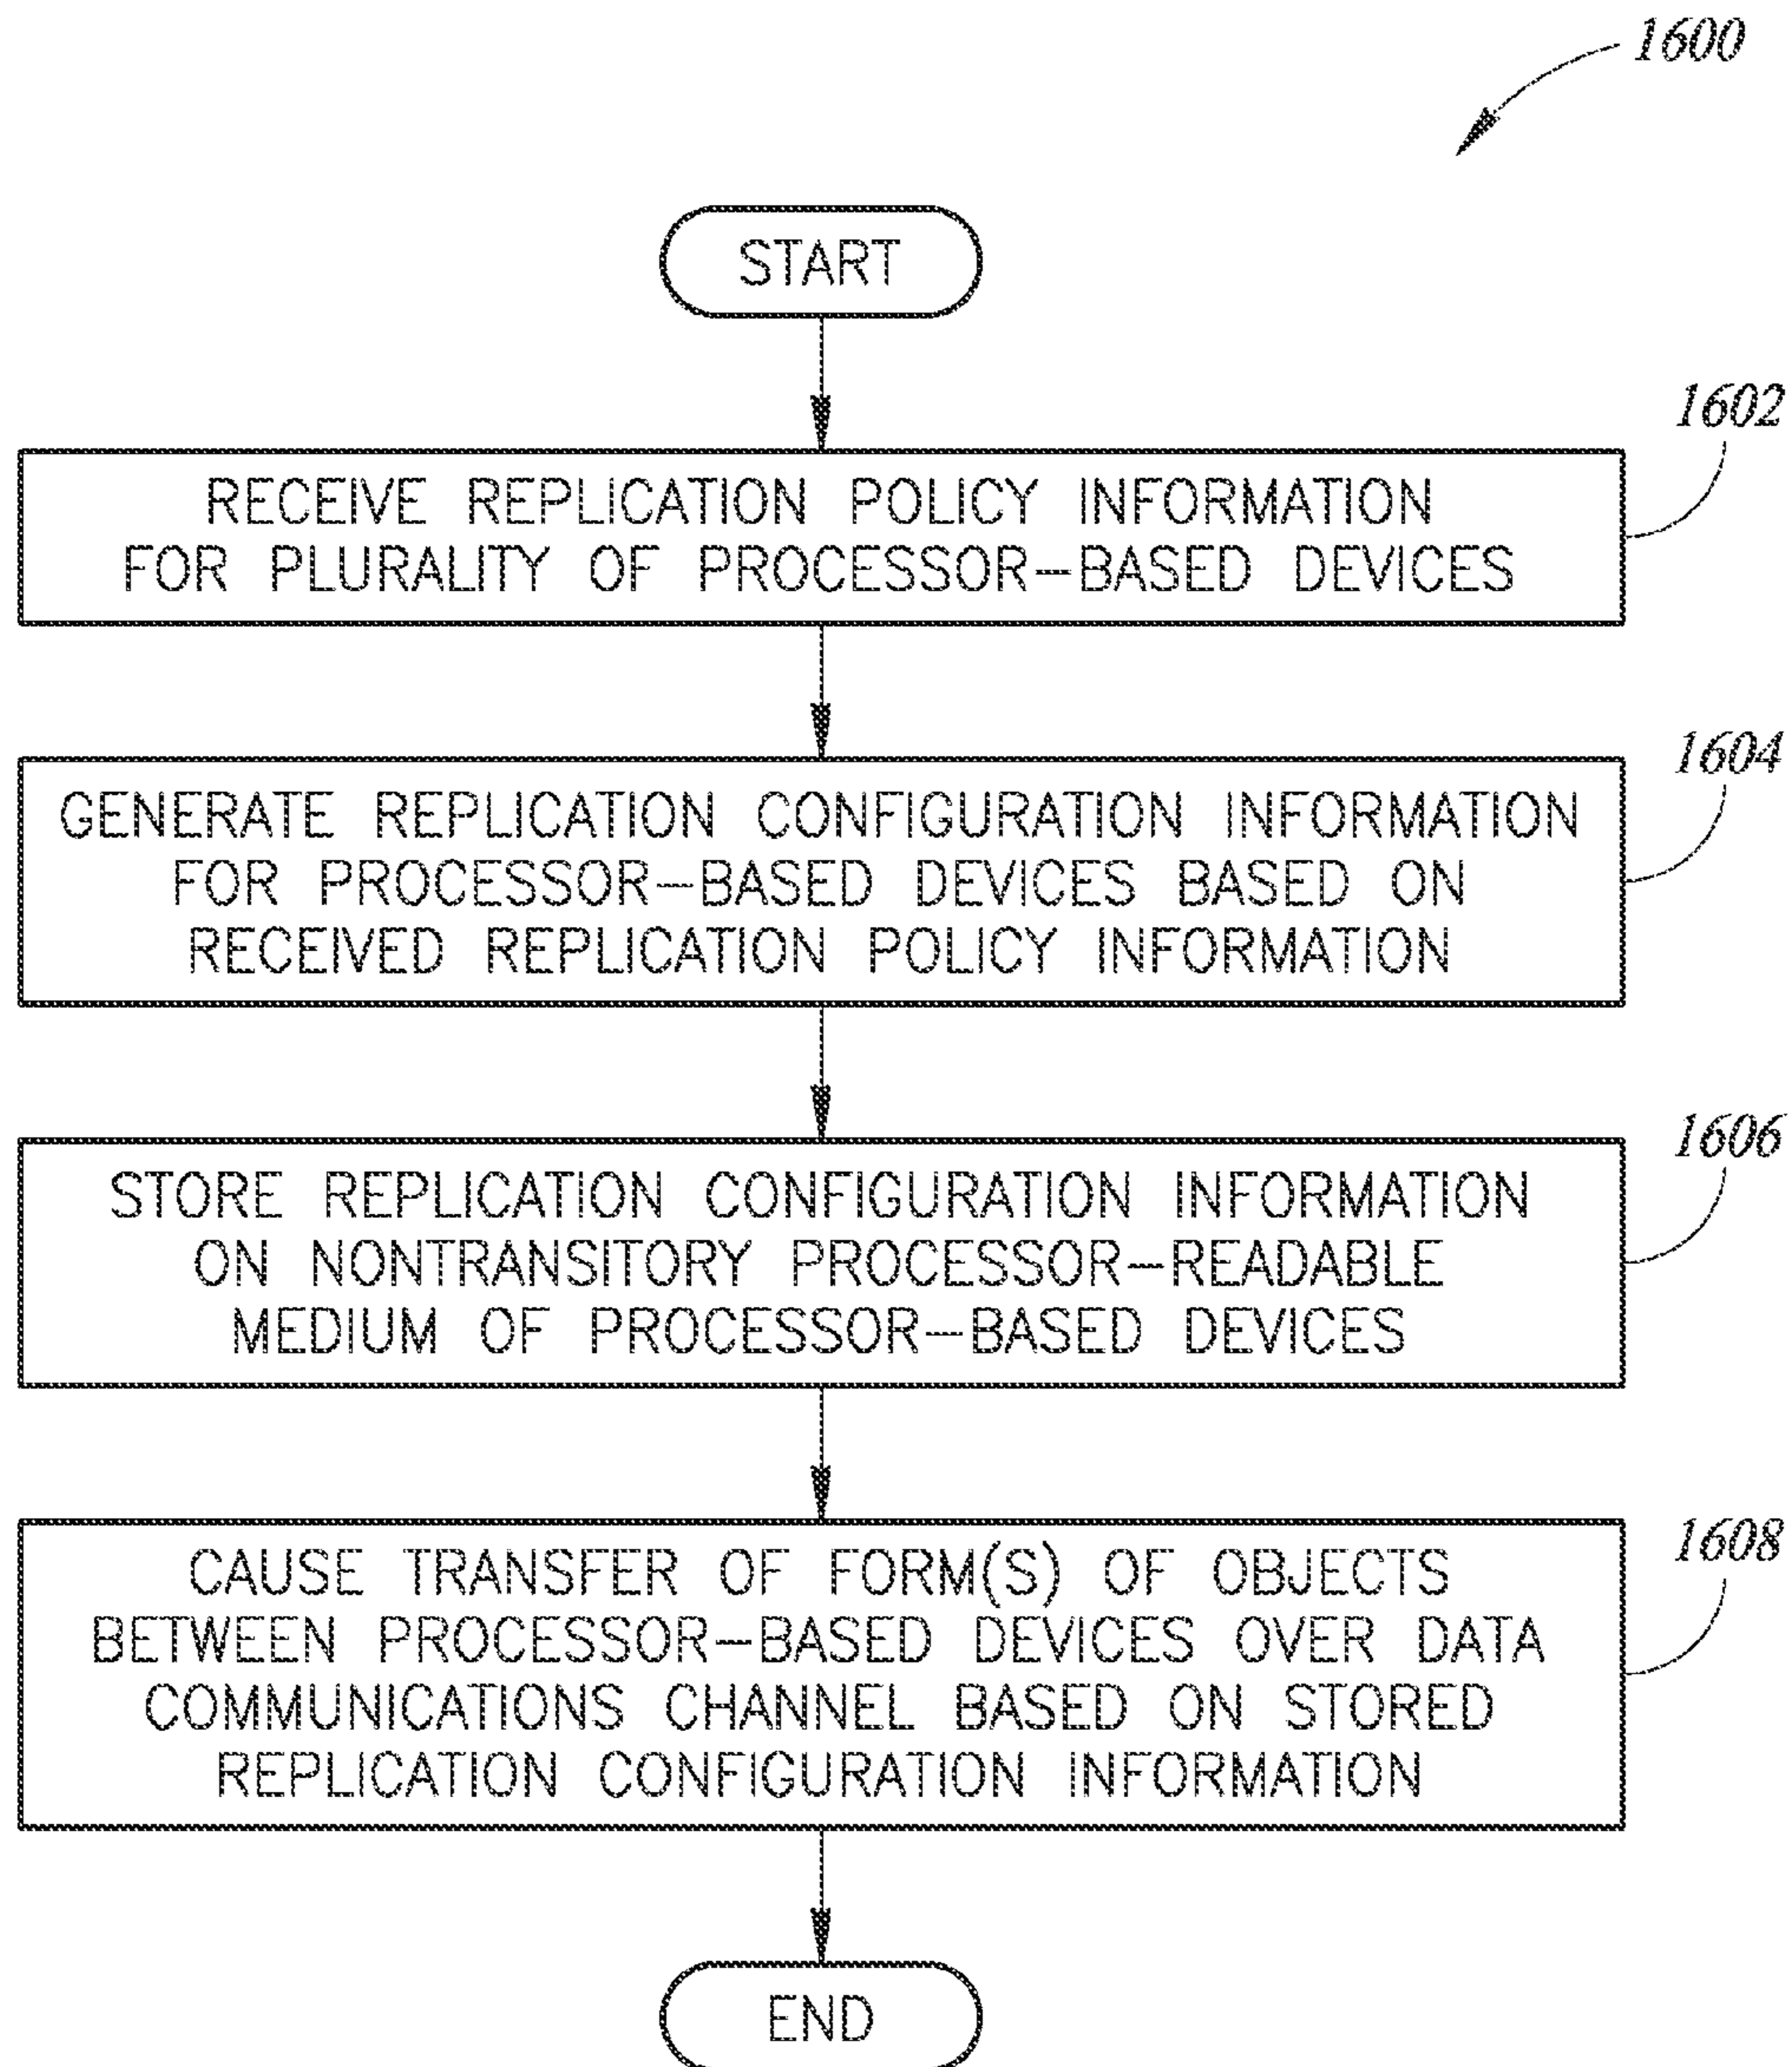 1600
START
1602
RECEIVE REPLICATION POLICY INFORMATION
FOR PLURALITY OF PROCESSOR-BASED DEVICES
1604
GENERATE REPLICATION CONFIGURATION INFORMATION
FOR PROCESSOR-BASED DEVICES BASED ON
RECEIVED REPLICATION POLICY INFORMATION
1606
STORE REPLICATION CONFIGURATION INFORMATION
ON NONTRANSITORY PROCESSOR-READABLE
MEDIUM OF PROCESSOR-BASED DEVICES
1608
CAUSE TRANSFER OF FORM(S) OF OBJECTS
BETWEEN PROCESSOR-BASED DEVICES OVER DATA
COMMUNICATIONS CHANNEL BASED ON STORED
REPLICATION CONFIGURATION INFORMATION
END